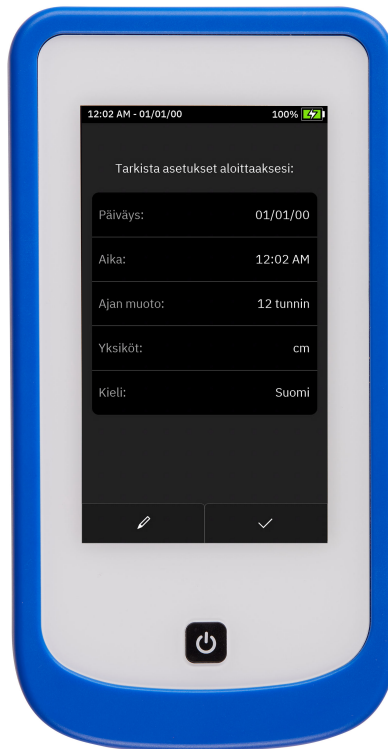 12:02 AM - 01/01/00 100%
Tarkista asetukset aloittaaksesi:
Päiväys: 01/01/00
Aika: 12:02 AM
Ajan muoto: 12 tunnin
Yksiköt: cm
Kieli: Suomi